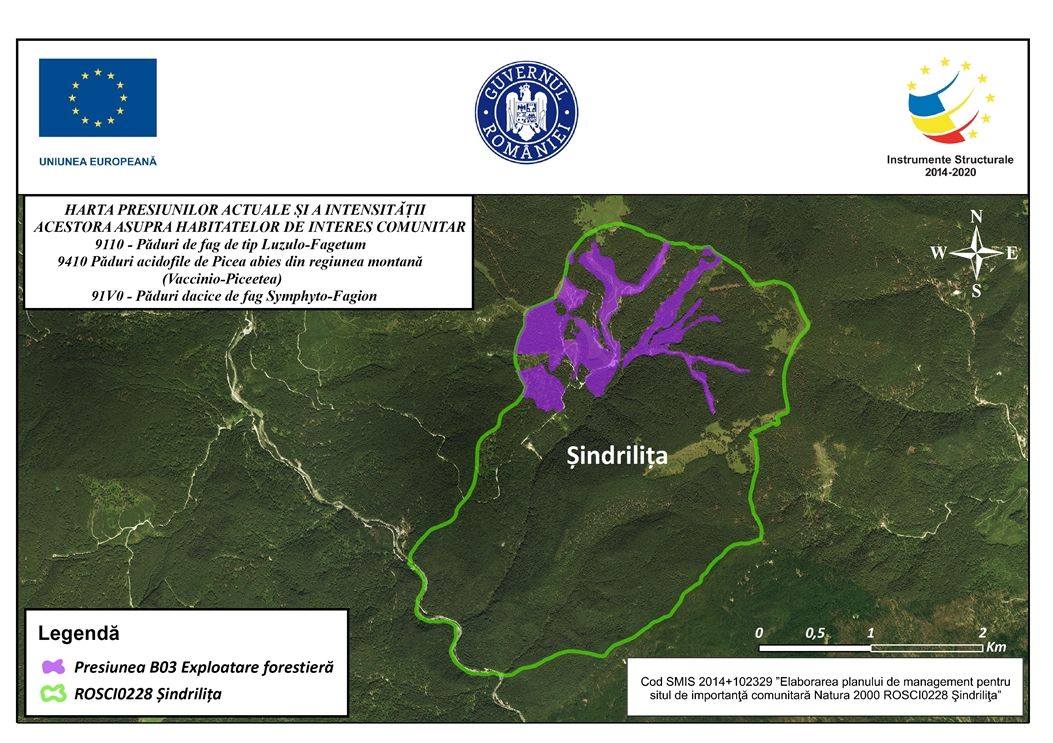 UNIUNEA EUROPEANĂ
GUVERNUL ROMÂNIEI
Instrumente Structurale
2014-2020
HARTA PRESIUNILOR ACTUALE ȘI A INTENSITĂȚII
ACESTORA ASUPRA HABITATELOR DE INTERES COMUNITAR
9110 - Păduri de fag de tip Luzulo-Fagetum
9410 Păduri acidofile de Picea abies din regiunea montană
(Vaccinio-Piceetea)
91V0 - Păduri dacice de fag Symphyto-Fagion
N
W E
S
Șindrilița
Legendă
Presiunea B03 Exploatare forestieră
ROSCI0228 Șindrilița
0 0,5 1 2
Km
Cod SMIS 2014+102329 "Elaborarea planului de management pentru
situl de importanţă comunitară Natura 2000 ROSCI0228 Şindriliţa"